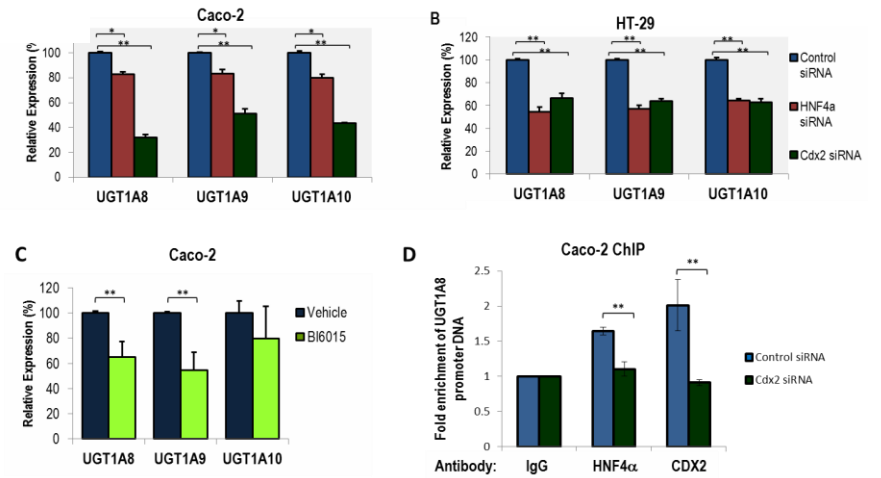 Caco-2
Relative Expression (%
100
80
60
40
20
0
* ** * ** * **
UGT1A8 UGT1A9 UGT1A10
B
HT-29
Relative Expression (%)
120
100
80
60
40
20
0
** ** ** ** ** **
UGT1A8 UGT1A9 UGT1A10
Control
siRNA
HNF4a
siRNA
Cdx2 siRNA
C
Caco-2
Relative Expression (%)
120
100
80
60
40
20
0
** **
UGT1A8 UGT1A9 UGT1A10
Vehicle
BI6015
D
Caco-2 ChIP
Fold enrichment of UGT1A8
promoter DNA
2.5
2
1.5
1
0.5
0
** **
Antibody: IgG HNF4α CDX2
Control siRNA
Cdx2 siRNA